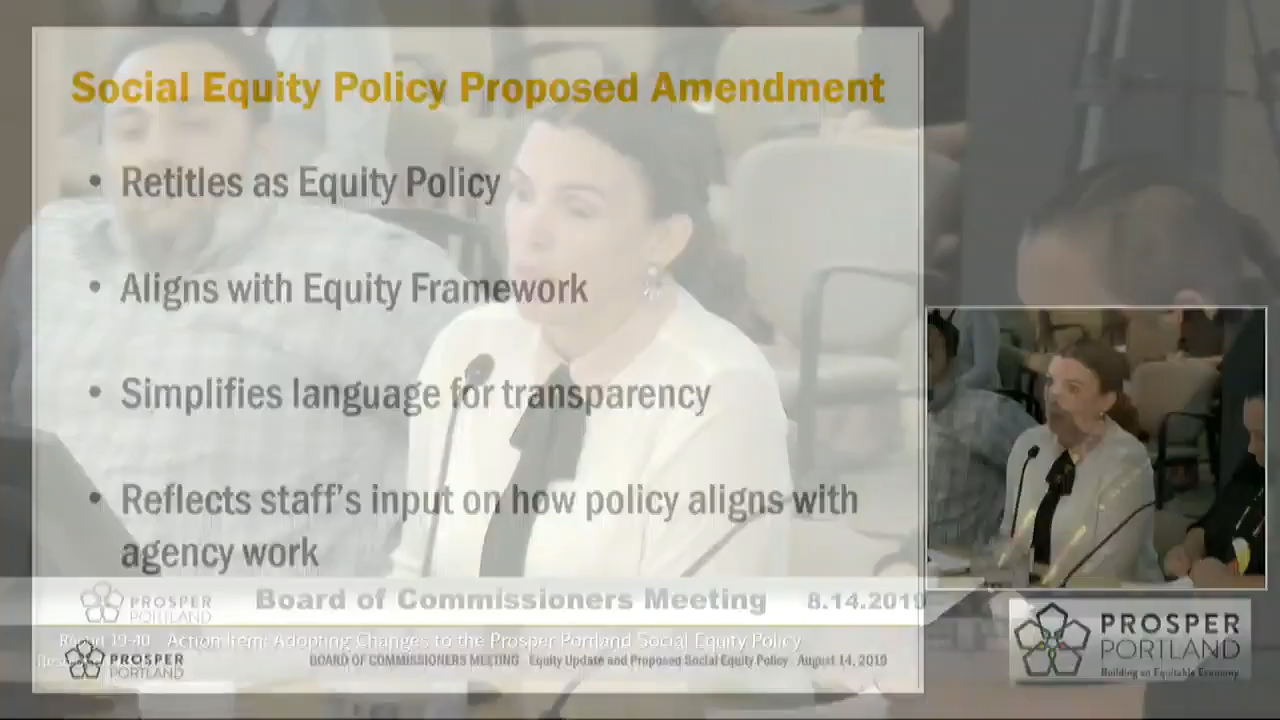 Social Equity Policy Proposed Amendment
• Retitles as Equity Policy
• Aligns with Equity Framework
• Simplifies language for transparency
• Reflects staff's input on how policy aligns with
agency work
PROSPER
PORTLAND
Board of Commissioners Meeting 8.14.2019
19-40 Action Item: Adopting Changes to the Prosper Portland Social Equity Policy
PROSPER
PORTLAND
BOARD OF COMMISSIONERS MEETING Equity Update and Proposed Social Equity Policy August 14, 2019
PROSPER
PORTLAND
Building an Equitable Economy